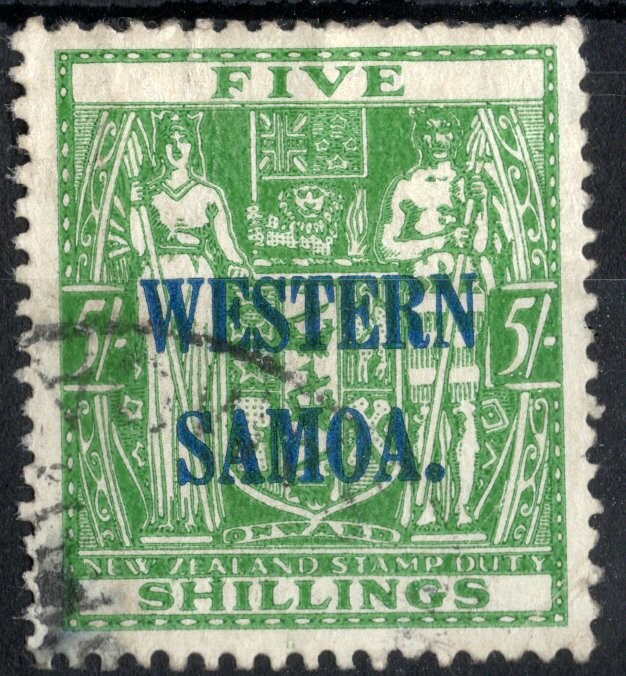 FIVE
5/- 5/-
WESTERN
SAMOA.
ONWARD
NEW ZEALAND STAMP DUTY
SHILLINGS